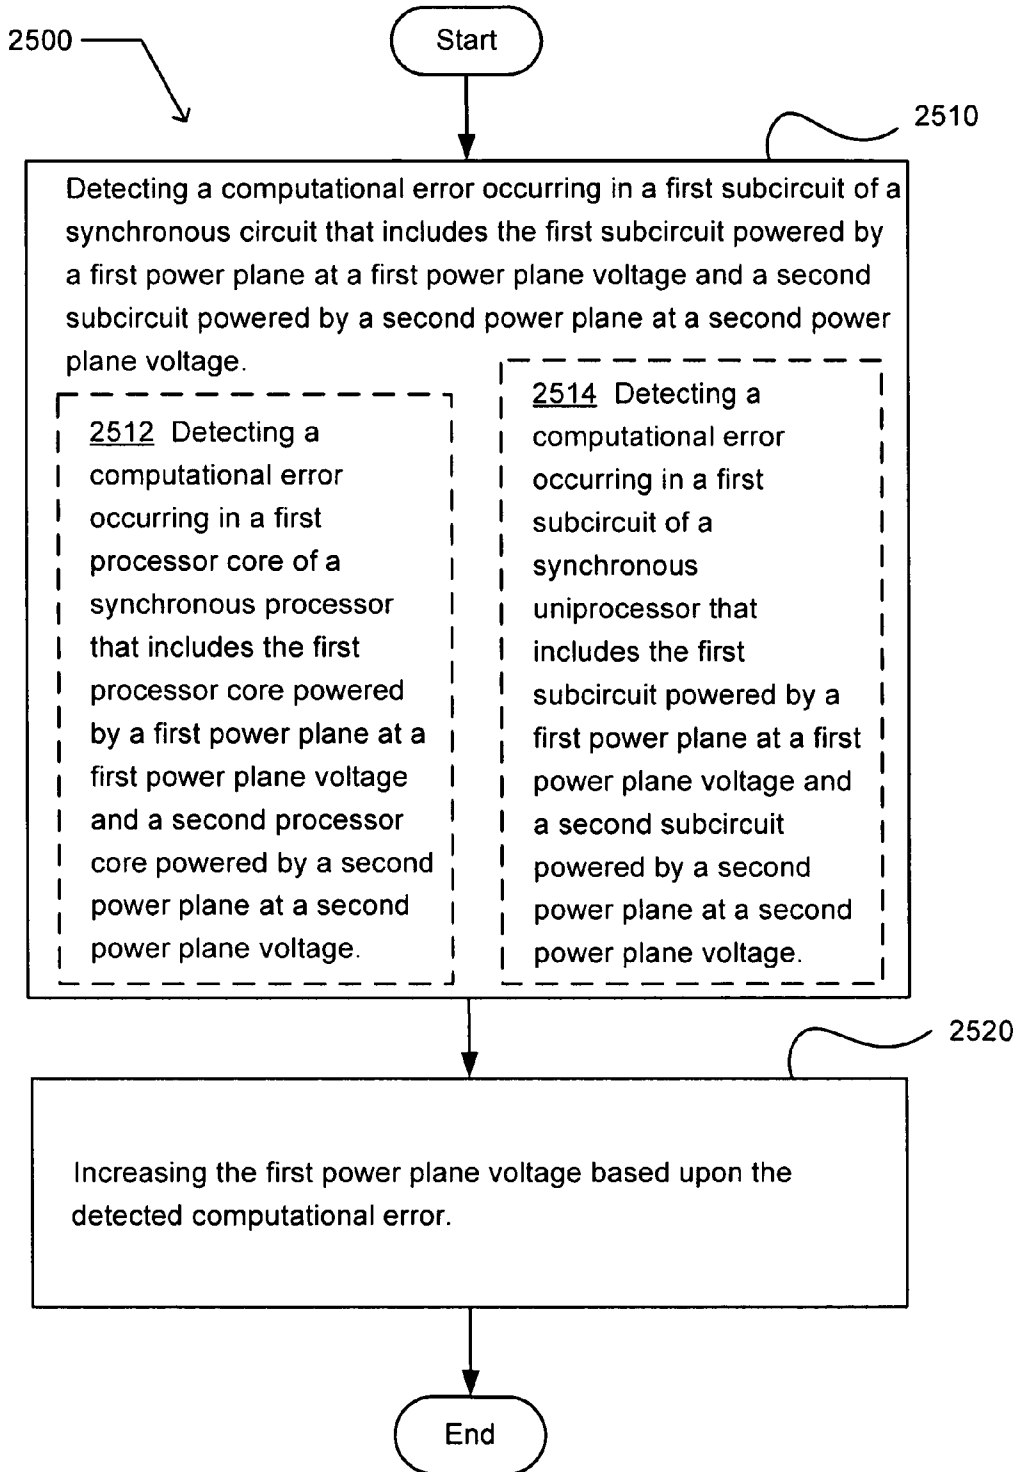 2500
Start
2510
Detecting a computational error occurring in a first subcircuit of a
synchronous circuit that includes the first subcircuit powered by
a first power plane at a first power plane voltage and a second
subcircuit powered by a second power plane at a second power
plane voltage.
2512 Detecting a
computational error
occurring in a first
processor core of a
synchronous processor
that includes the first
processor core powered
by a first power plane at a
first power plane voltage
and a second processor
core powered by a second
power plane at a second
power plane voltage.
2514 Detecting a
computational error
occurring in a first
subcircuit of a
synchronous
uniprocessor that
includes the first
subcircuit powered by a
first power plane at a first
power plane voltage and
a second subcircuit
powered by a second
power plane at a second
power plane voltage.
2520
Increasing the first power plane voltage based upon the
detected computational error.
End